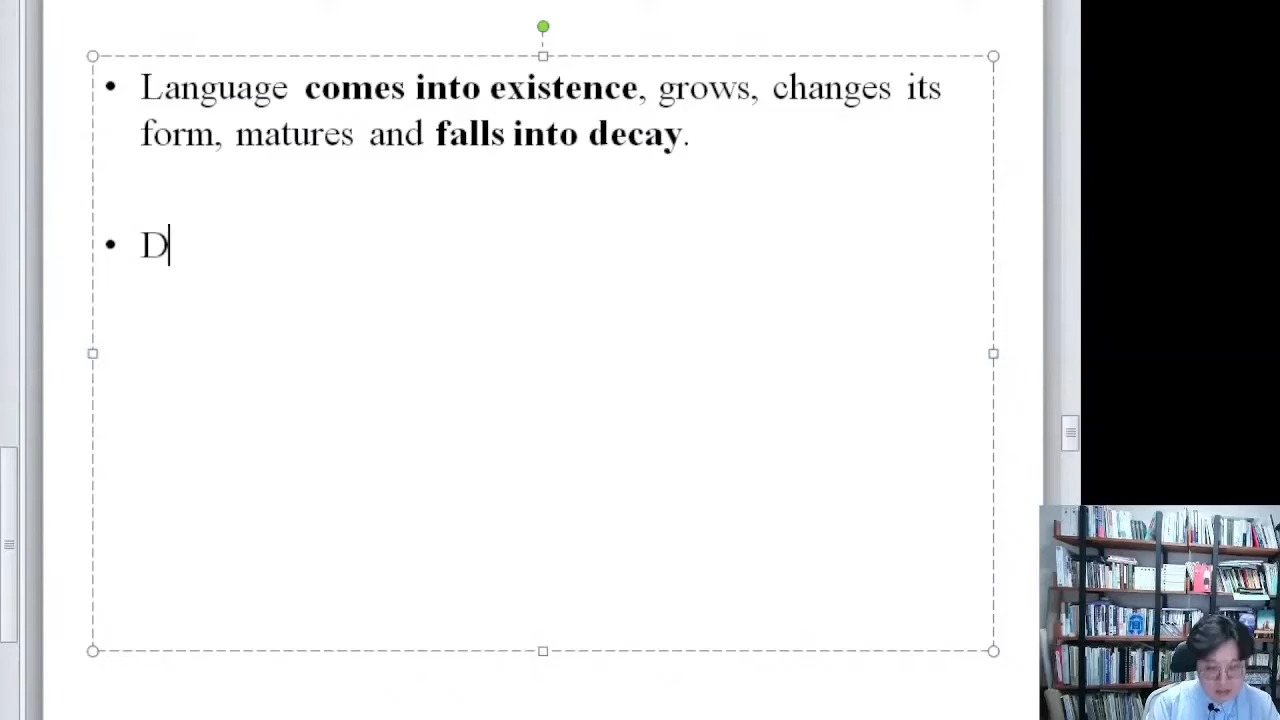 • Language comes into existence, grows, changes its
form, matures and falls into decay.
• D